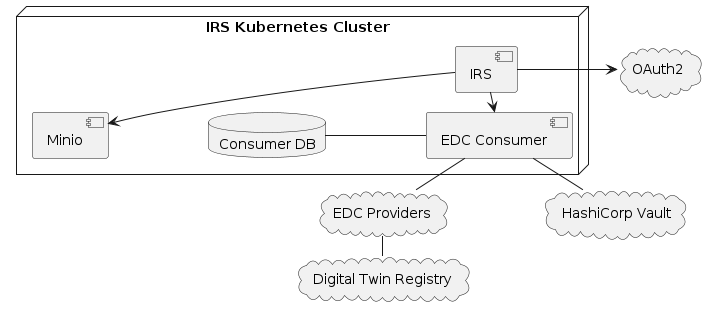 IRS Kubernetes Cluster
IRS
OAuth2
Minio
Consumer DB
EDC Consumer
EDC Providers
HashiCorp Vault
Digital Twin Registry